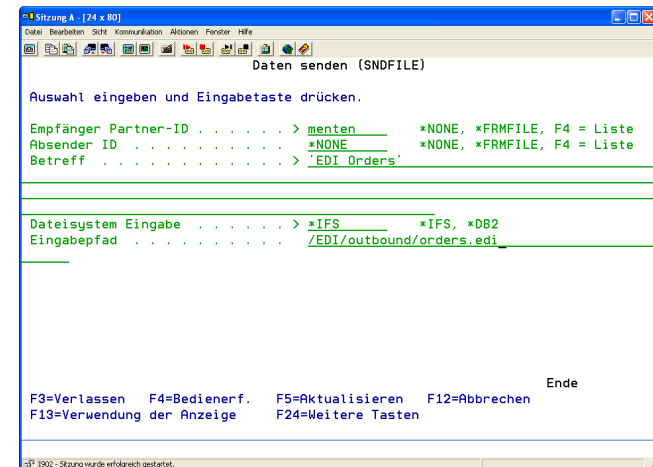 Sitzung A - [24 x 80]
Datei Bearbeiten Sicht Kommunikation Aktionen Fenster Hilfe
Daten senden (SNDFILE)
Auswahl eingeben und Eingabetaste drücken.
Empfänger Partner-ID . . . . . . > menten *NONE, *FRMFILE, F4 = Liste
Absender ID . . . . . . . . . . *NONE *NONE, *FRMFILE, F4 = Liste
Betreff . . . . . . . . . . . . > 'EDI Orders'
Dateisystem Eingabe . . . . . . > *IFS *IFS, *DB2
Eingabepfad . . . . . . . . . . /EDI/outbound/orders.edi
Ende
F3=Verlassen F4=Bedienerf. F5=Aktualisieren F12=Abbrechen
F13=Verwendung der Anzeige F24=Weitere Tasten
I902 - Sitzung wurde erfolgreich gestartet.